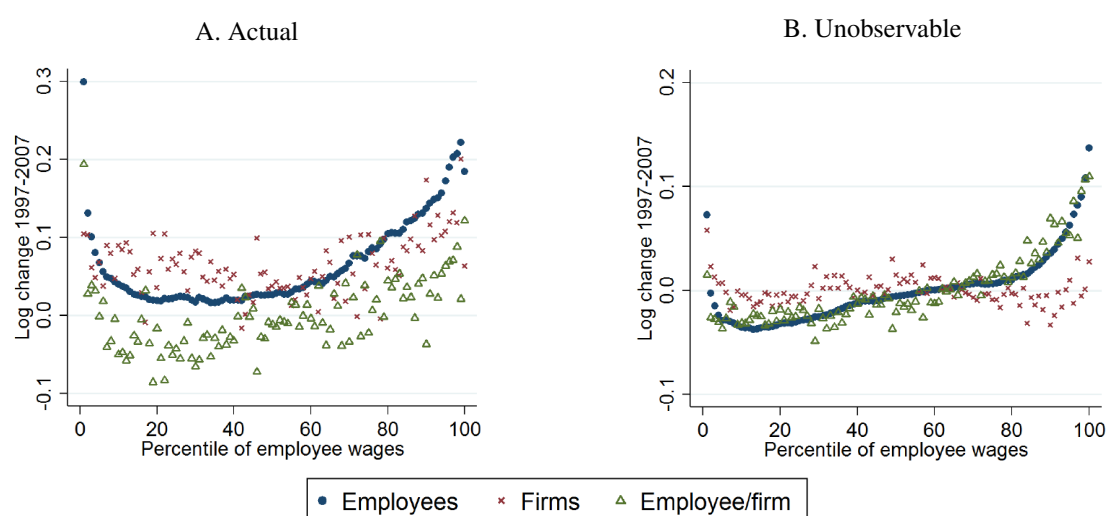 A. Actual
B. Unobservable
Log change 1997-2007
0.3
0.2
0.1
0.0
-0.1
0 20 40 60 80 100
Percentile of employee wages
Log change 1997-2007
0.2
0.1
0.0
-0.1
0 20 40 60 80 100
Percentile of employee wages
Employees Firms Employee/firm